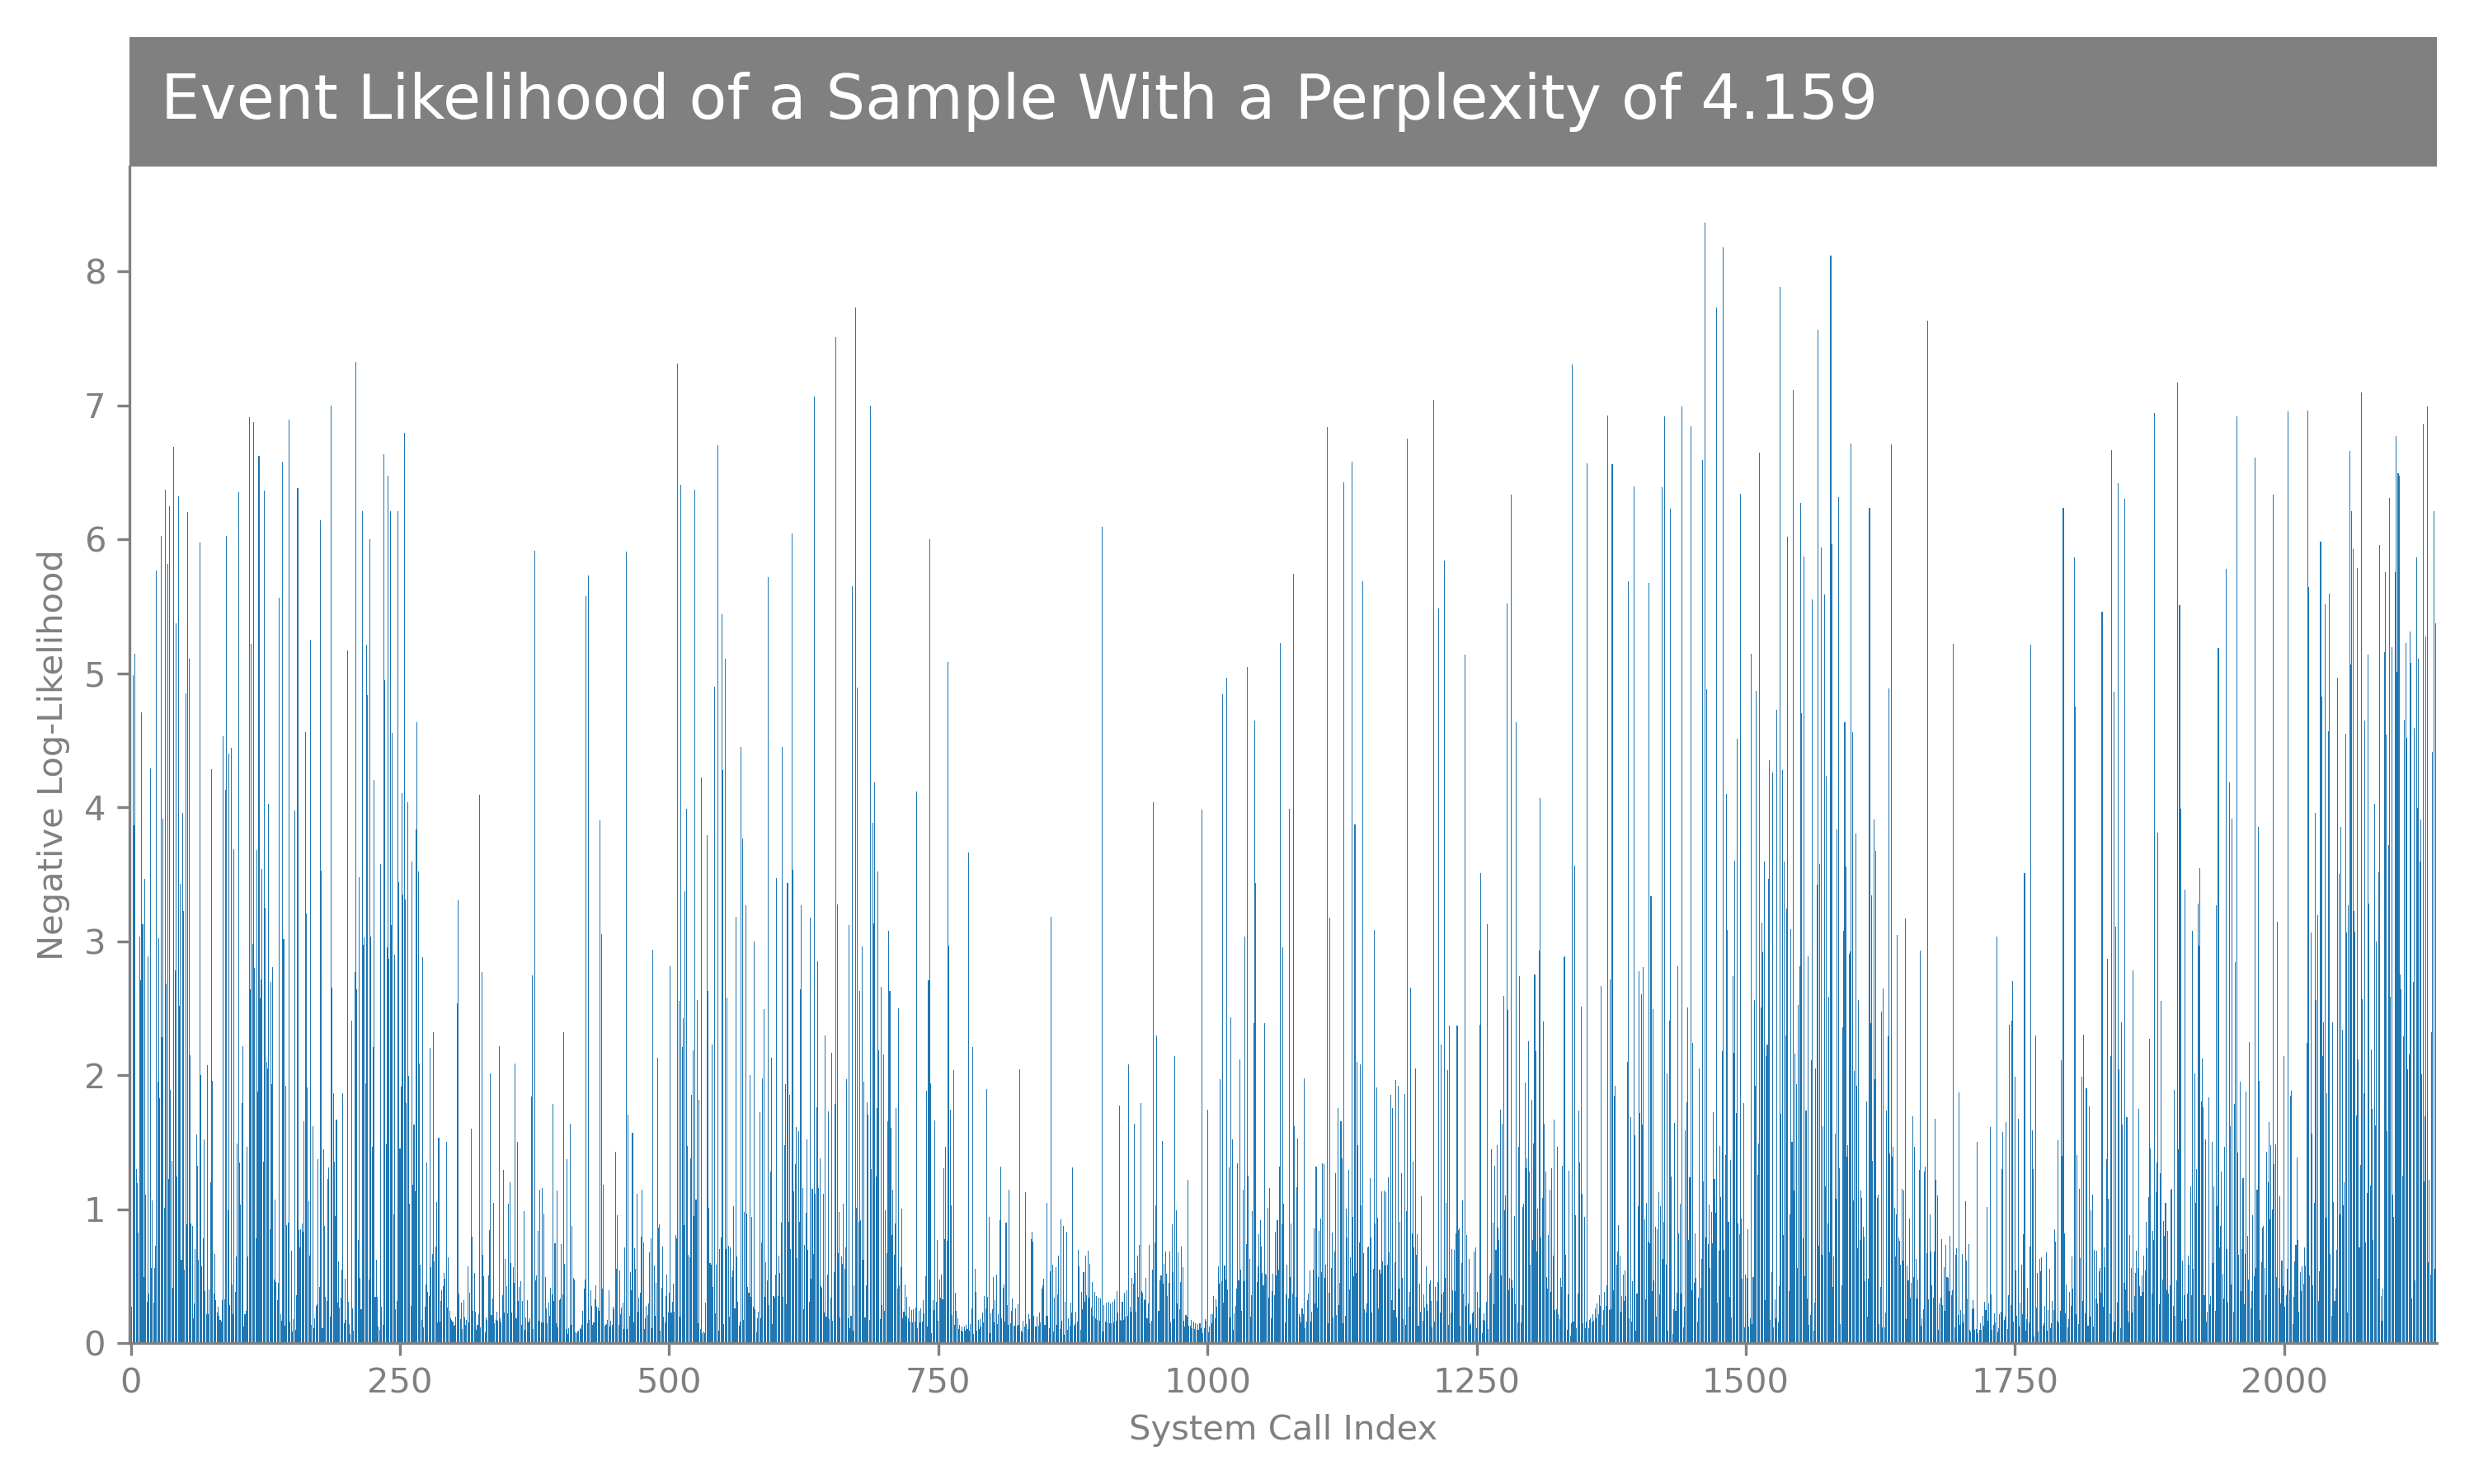 Event Likelihood of a Sample With a Perplexity of 4.159
Negative Log-Likelihood
8
7
6
5
4
3
2
1
0
0 250 500 750 1000 1250 1500 1750 2000
System Call Index